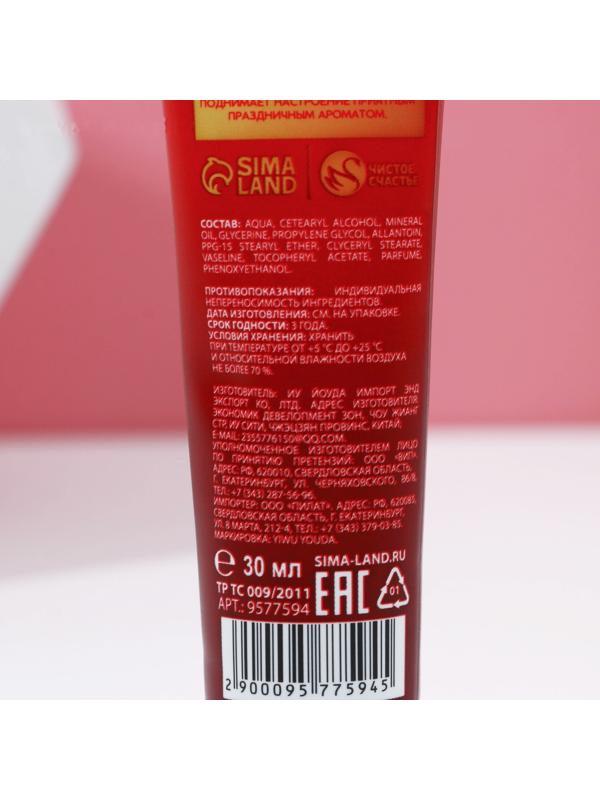 ПОДНИМАЕТ НАСТРОЕНИЕ ПРИЯТНЫМ
ПРАЗДНИЧНЫМ АРОМАТОМ.
SIMA
LAND
ЧИСТОЕ
СЧАСТЬЕ
СОСТАВ: AQUA, CETEARYL ALCOHOL, MINERAL
OIL, GLYCERINE, PROPYLENE GLYCOL, ALLANTOIN,
PPG-15 STEARYL ETHER, GLYCERYL STEARATE,
VASELINE, TOCOPHERYL ACETATE, PARFUME,
PHENOXYETHANOL.
ПРОТИВОПОКАЗАНИЯ: ИНДИВИДУАЛЬНАЯ
НЕПЕРЕНОСИМОСТЬ ИНГРЕДИЕНТОВ.
ДАТА ИЗГОТОВЛЕНИЯ: СМ. НА УПАКОВКЕ.
СРОК ГОДНОСТИ: 3 ГОДА.
УСЛОВИЯ ХРАНЕНИЯ: ХРАНИТЬ
ПРИ ТЕМПЕРАТУРЕ ОТ +5 °С ДО +25 °С
И ОТНОСИТЕЛЬНОЙ ВЛАЖНОСТИ ВОЗДУХА
НЕ БОЛЕЕ 70 %.
ИЗГОТОВИТЕЛЬ: ИУ ЙОУДА ИМПОРТ ЭНД
ЭКСПОРТ КО, ЛТД. АДРЕС ИЗГОТОВИТЕЛЯ:
ЭКОНОМИК ДЕВЕЛОПМЕНТ ЗОН, ЧОУ ЖИАНГ
СТР, ИУ СИТИ, ЧЖЭЦЗЯН ПРОВИНС, КИТАЙ;
E-MAIL: 2355776150@QQ.COM.
УПОЛНОМОЧЕННОЕ ИЗГОТОВИТЕЛЕМ ЛИЦО
ПО ПРИНЯТИЮ ПРЕТЕНЗИЙ: ООО «ВИП».
АДРЕС: РФ, 620010, СВЕРДЛОВСКАЯ ОБЛАСТЬ,
Г. ЕКАТЕРИНБУРГ, УЛ. ЧЕРНЯХОВСКОГО, 86/8,
ТЕЛ.: +7 (343) 287-56-96.
ИМПОРТЕР: ООО «ПИЛАТ», АДРЕС: РФ, 620085,
СВЕРДЛОВСКАЯ ОБЛАСТЬ, Г. ЕКАТЕРИНБУРГ,
УЛ. 8 МАРТА, 212-4, ТЕЛ.: +7 (343) 379-03-85.
МАРКИРОВКА: YIWU YOUDA.
℮ 30 МЛ
SIMA-LAND.RU
ТР ТС 009/2011
АРТ.: 9577594
EAC
01
2 900095 775945